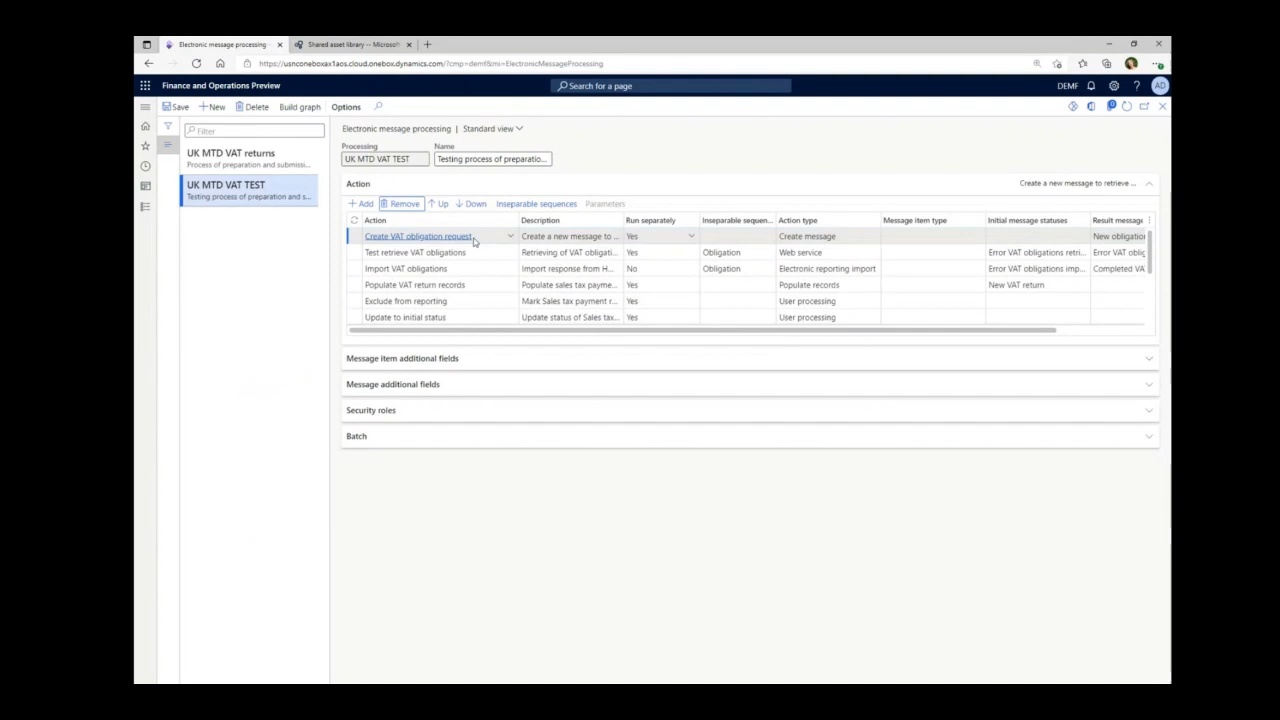 Electronic message processing
Shared asset library -- Microsoft
https://usnconeboxax1aos.cloud.onebox.dynamics.com/?cmp=demf&mi=ElectronicMessageProcessing
Finance and Operations Preview
Search for a page
DEMF
AD
Save
New
Delete
Build graph
Options
0
Filter
UK MTD VAT returns
Process of preparation and submissi...
UK MTD VAT TEST
Testing process of preparation and s...
Electronic message processing | Standard view
Processing
Name
UK MTD VAT TEST
Testing process of preparatio...
Action
Create a new message to retrieve ...
Add
Remove
Up
Down
Inseparable sequences
Parameters
Action Description Run separately Inseparable sequen... Action type Message item type Initial message statuses Result message
Create VAT obligation request Create a new message to ... Yes Create message New obligation
Test retrieve VAT obligations Retrieving of VAT obligati... Yes Obligation Web service Error VAT obligations retri... Error VAT oblig
Import VAT obligations Import response from H... No Obligation Electronic reporting import Error VAT obligations imp... Completed VA
Populate VAT return records Populate sales tax payme... Yes Populate records New VAT return
Exclude from reporting Mark Sales tax payment r... Yes User processing
Update to initial status Update status of Sales tax... Yes User processing
Message item additional fields
Message additional fields
Security roles
Batch